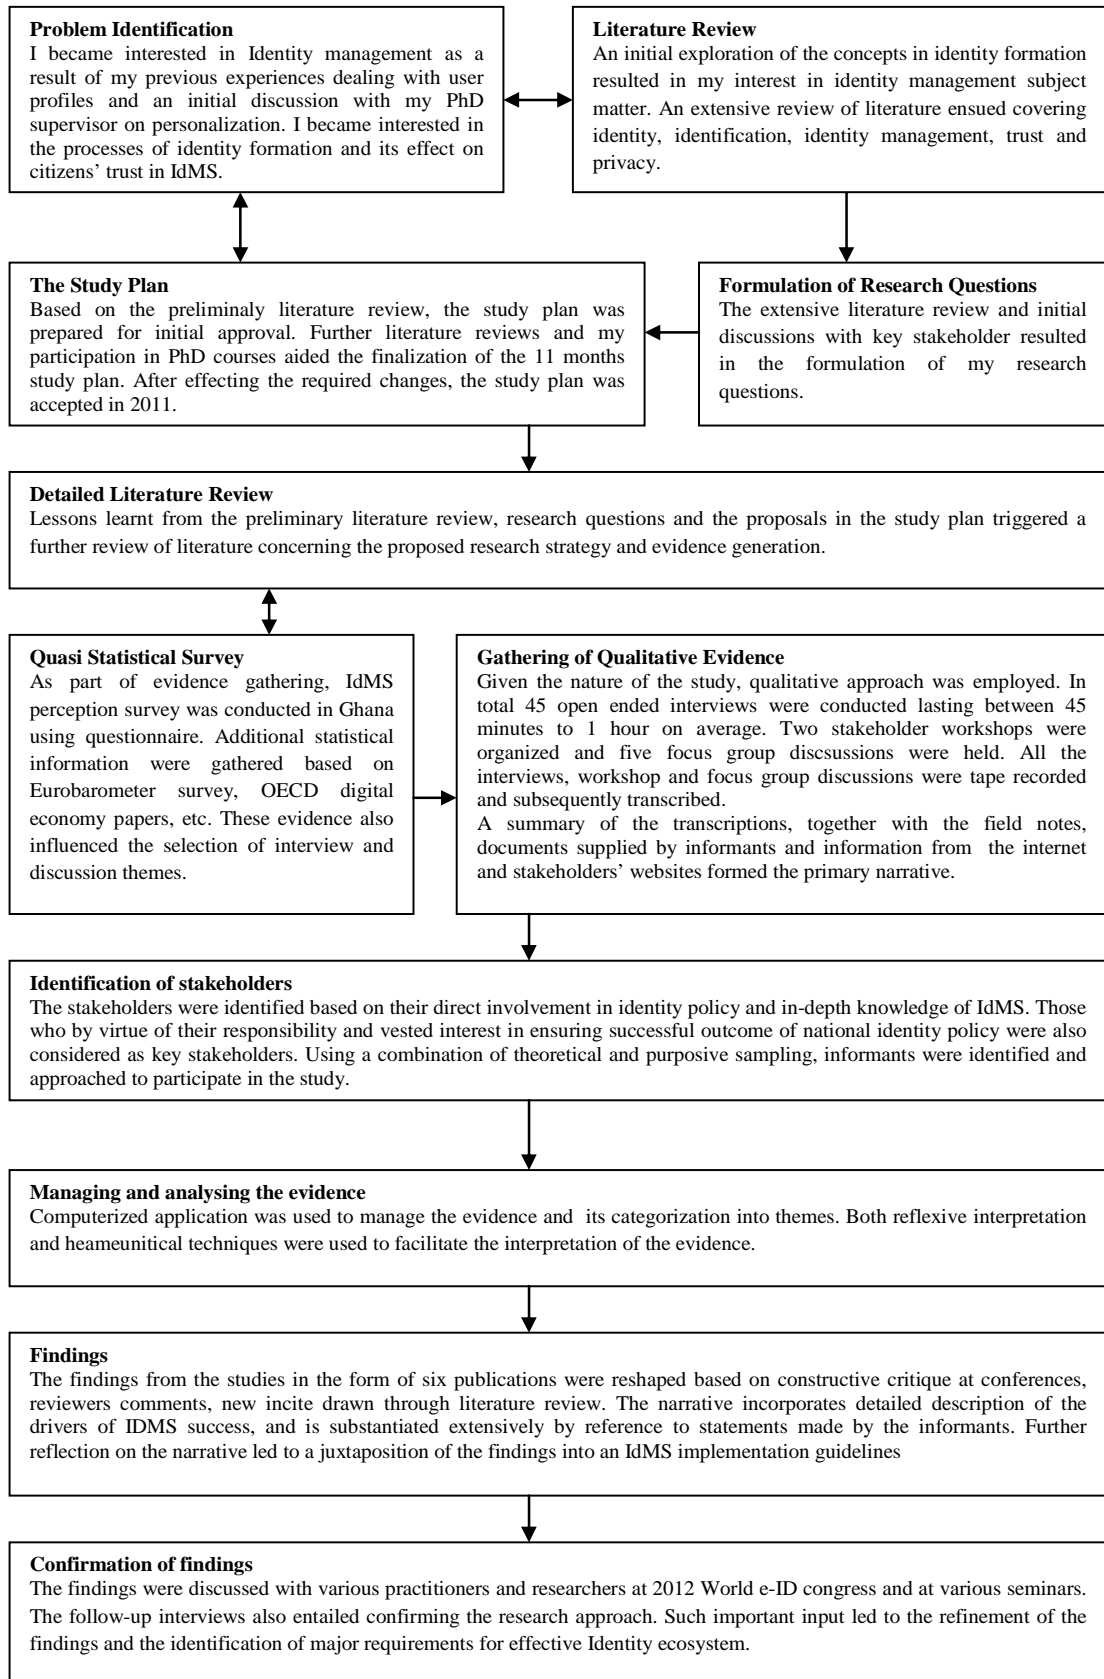 Problem Identification
I became interested in Identity management as a
result of my previous experiences dealing with user
profiles and an initial discussion with my PhD
supervisor on personalization. I became interested in
the processes of identity formation and its effect on
citizens’ trust in IdMS.
Literature Review
An initial exploration of the concepts in identity formation
resulted in my interest in identity management subject
matter. An extensive review of literature ensued covering
identity, identification, identity management, trust and
privacy.
The Study Plan
Based on the preliminaly literature review, the study plan was
prepared for initial approval. Further literature reviews and my
participation in PhD courses aided the finalization of the 11 months
study plan. After effecting the required changes, the study plan was
accepted in 2011.
Formulation of Research Questions
The extensive literature review and initial
discussions with key stakeholder resulted
in the formulation of my research
questions.
Detailed Literature Review
Lessons learnt from the preliminary literature review, research questions and the proposals in the study plan triggered a
further review of literature concerning the proposed research strategy and evidence generation.
Quasi Statistical Survey
As part of evidence gathering, IdMS
perception survey was conducted in Ghana
using questionnaire. Additional statistical
information were gathered based on
Eurobarometer survey, OECD digital
economy papers, etc. These evidence also
influenced the selection of interview and
discussion themes.
Gathering of Qualitative Evidence
Given the nature of the study, qualitative approach was employed. In
total 45 open ended interviews were conducted lasting between 45
minutes to 1 hour on average. Two stakeholder workshops were
organized and five focus group discsussions were held. All the
interviews, workshop and focus group discussions were tape recorded
and subsequently transcribed.
A summary of the transcriptions, together with the field notes,
documents supplied by informants and information from the internet
and stakeholders’ websites formed the primary narrative.
Identification of stakeholders
The stakeholders were identified based on their direct involvement in identity policy and in-depth knowledge of IdMS. Those
who by virtue of their responsibility and vested interest in ensuring successful outcome of national identity policy were also
considered as key stakeholders. Using a combination of theoretical and purposive sampling, informants were identified and
approached to participate in the study.
Managing and analysing the evidence
Computerized application was used to manage the evidence and its categorization into themes. Both reflexive interpretation
and heameunitical techniques were used to facilitate the interpretation of the evidence.
Findings
The findings from the studies in the form of six publications were reshaped based on constructive critique at conferences,
reviewers comments, new incite drawn through literature review. The narrative incorporates detailed description of the
drivers of IDMS success, and is substantiated extensively by reference to statements made by the informants. Further
reflection on the narrative led to a juxtaposition of the findings into an IdMS implementation guidelines
Confirmation of findings
The findings were discussed with various practitioners and researchers at 2012 World e-ID congress and at various seminars.
The follow-up interviews also entailed confirming the research approach. Such important input led to the refinement of the
findings and the identification of major requirements for effective Identity ecosystem.